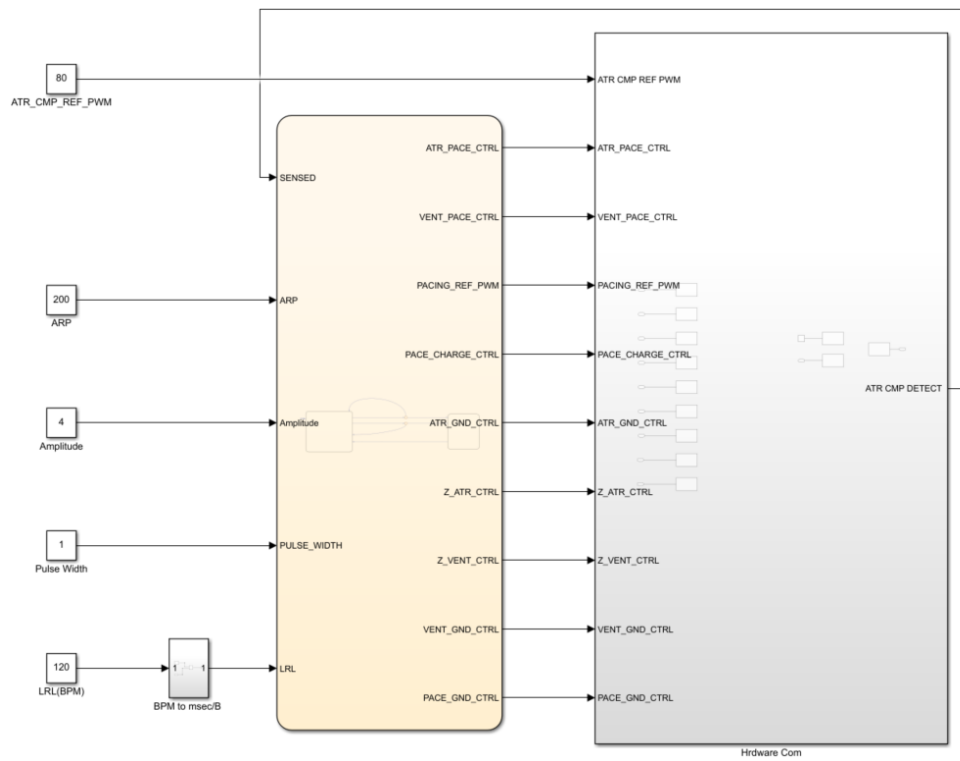 80
ATR_CMP_REF_PWM
SENSED
200
ARP
ARP
4
Amplitude
Amplitude
1
Pulse Width
PULSE_WIDTH
120
LRL(BPM)
1 1
BPM to msec/B
LRL
ATR_PACE_CTRL
VENT_PACE_CTRL
PACING_REF_PWM
PACE_CHARGE_CTRL
ATR_GND_CTRL
Z_ATR_CTRL
Z_VENT_CTRL
VENT_GND_CTRL
PACE_GND_CTRL
ATR CMP REF PWM
ATR_PACE_CTRL
VENT_PACE_CTRL
PACING_REF_PWM
PACE_CHARGE_CTRL
ATR_GND_CTRL
Z_ATR_CTRL
Z_VENT_CTRL
VENT_GND_CTRL
PACE_GND_CTRL
ATR CMP DETECT
Hrdware Com